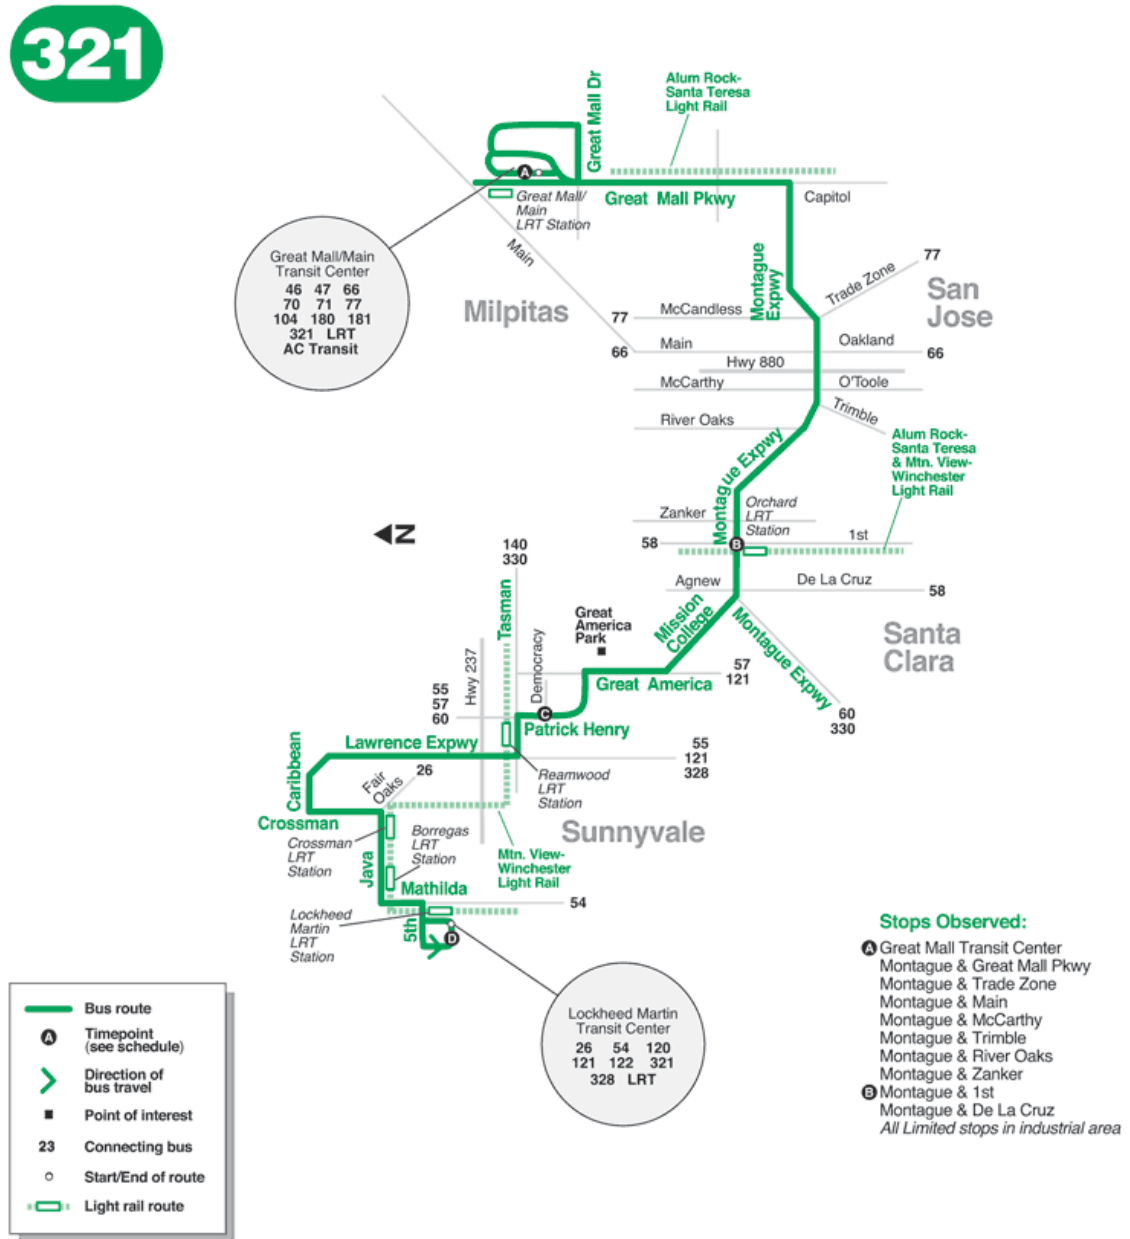 321
Great Mall Dr
Alum Rock-
Santa Teresa
Light Rail
A
Great Mall/
Main
LRT Station
Great Mall Pkwy
Capitol
Main
Great Mall/Main
Transit Center
46 47 66
70 71 77
104 180 181
321 LRT
AC Transit
Milpitas
Montague
Expwy
Trade Zone
77
San
Jose
77
McCandless
66
Main
Oakland
66
Hwy 880
McCarthy
O'Toole
River Oaks
Trimble
Montague Expwy
Alum Rock-
Santa Teresa
& Mtn. View-
Winchester
Light Rail
Zanker
Orchard
LRT
Station
N
58
B
1st
140
330
Agnew
De La Cruz
58
Tasman
Mission
College
Montague Expwy
Santa
Clara
Great
America
Park
Democracy
Hwy 237
57
121
Great America
55
57
60
C
Patrick Henry
60
330
Lawrence Expwy
55
121
328
Caribbean
Fair
Oaks
26
Reamwood
LRT
Station
Crossman
Crossman
LRT
Station
Borregas
LRT
Station
Sunnyvale
Mtn. View-
Winchester
Light Rail
Java
Mathilda
54
Lockheed
Martin
LRT
Station
5th
D
Lockheed Martin
Transit Center
26 54 120
121 122 321
328 LRT
Stops Observed:
A Great Mall Transit Center
Montague & Great Mall Pkwy
Montague & Trade Zone
Montague & Main
Montague & McCarthy
Montague & Trimble
Montague & River Oaks
Montague & Zanker
B Montague & 1st
Montague & De La Cruz
All Limited stops in industrial area
Bus route
A Timepoint
(see schedule)
Direction of
bus travel
Point of interest
23 Connecting bus
Start/End of route
Light rail route